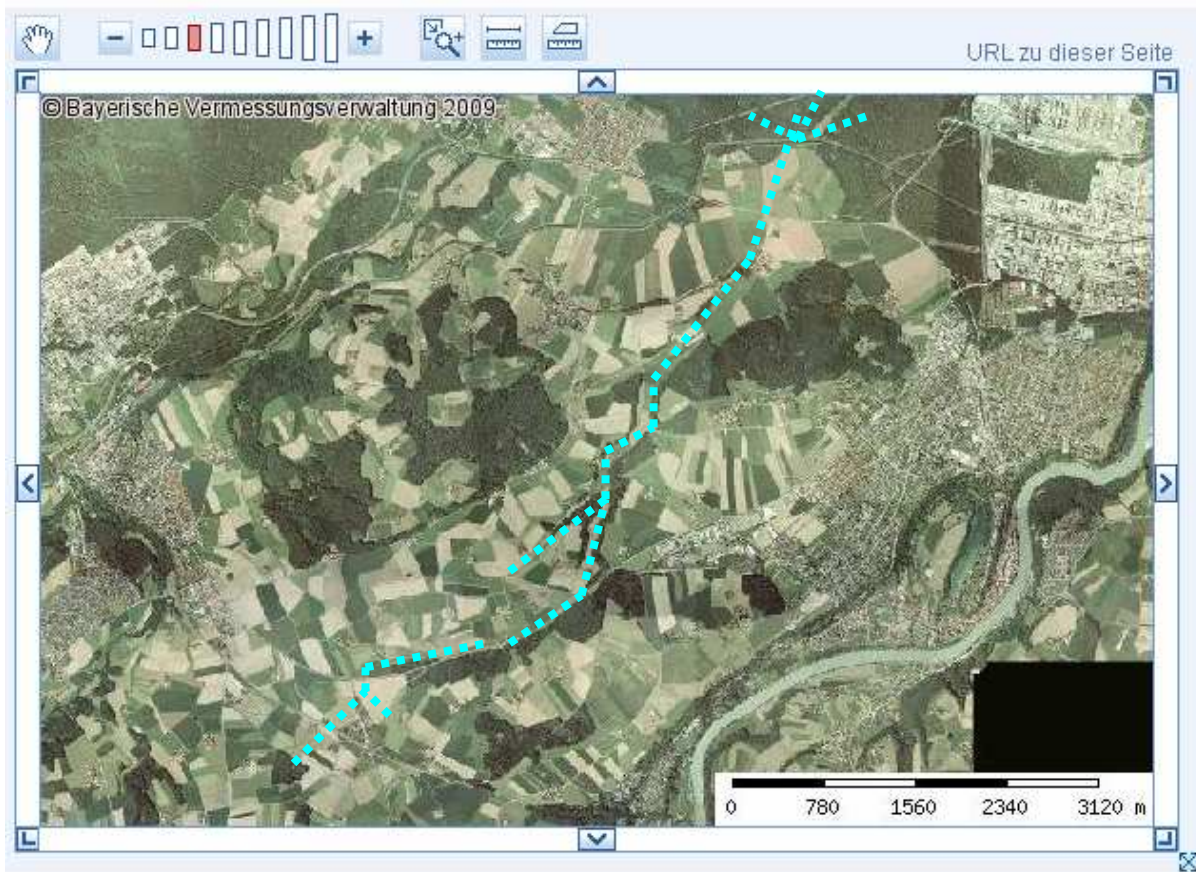 URL zu dieser Seite
© Bayerische Vermessungsverwaltung 2009
0 780 1560 2340 3120 m